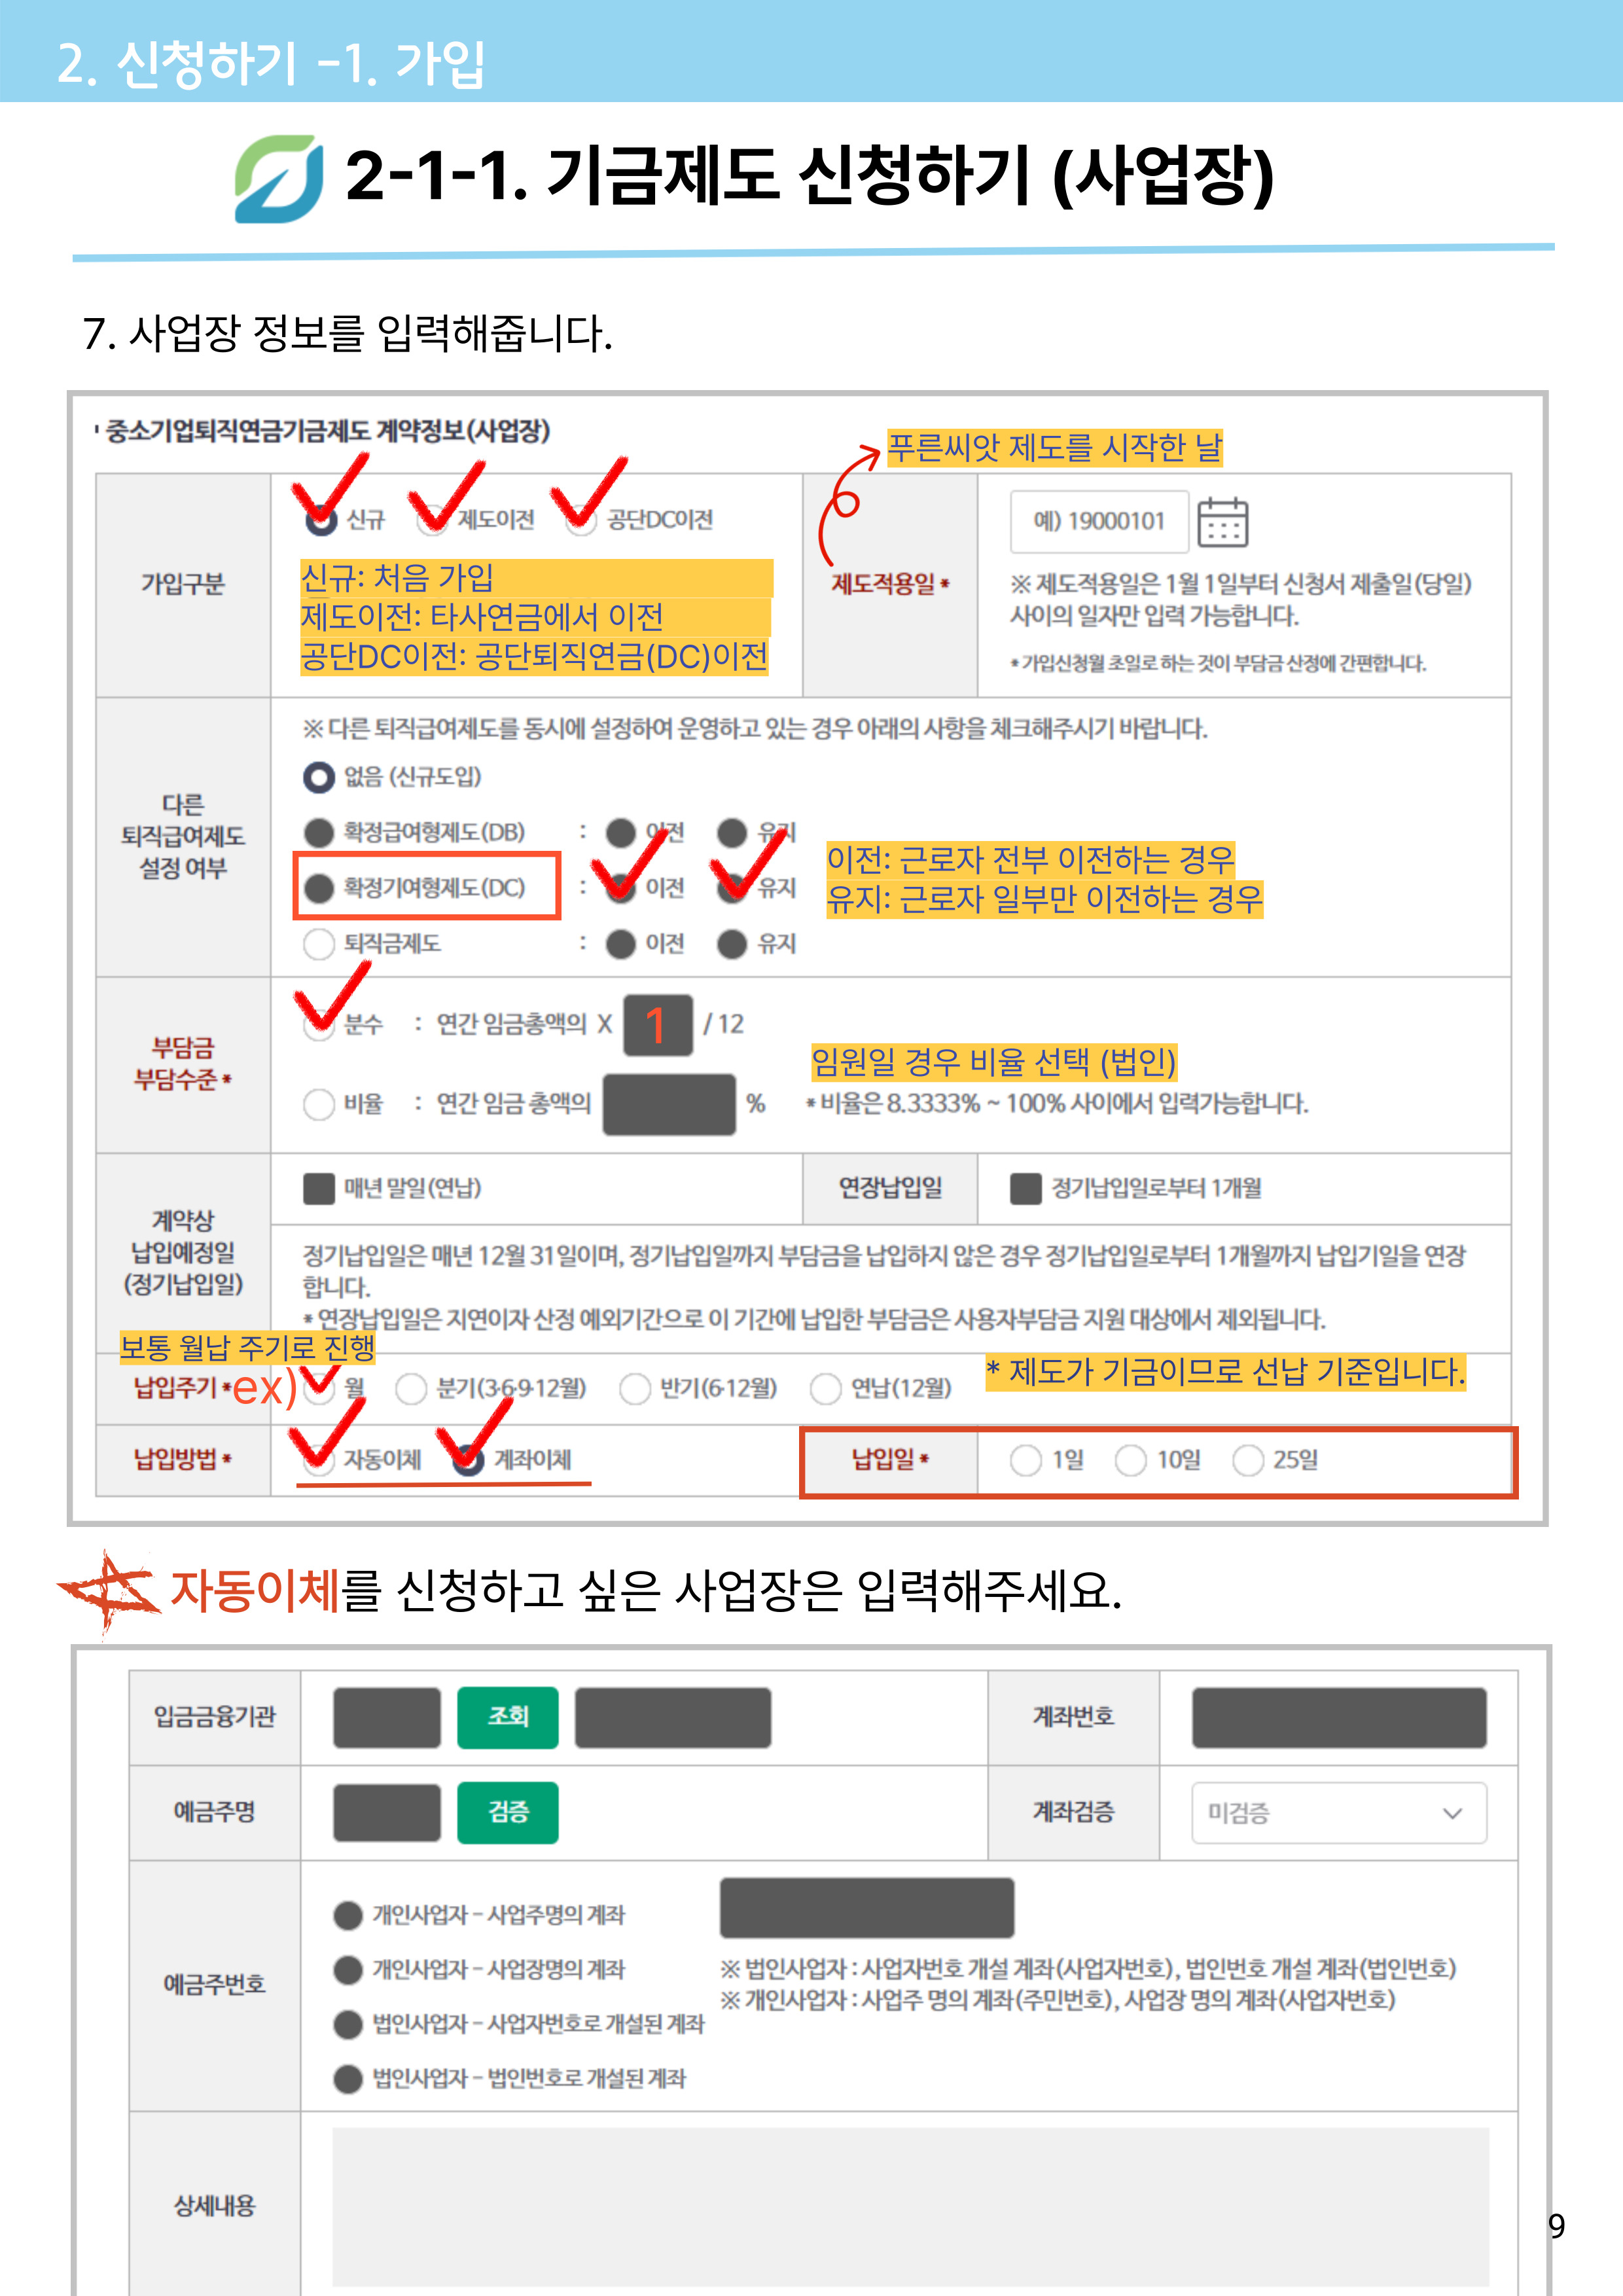 2. 신청하기 -1. 가입
2-1-1. 기금제도 신청하기 (사업장)
7. 사업장 정보를 입력해줍니다.
중소기업퇴직연금기금제도 계약정보(사업장)
푸른씨앗 제도를 시작한 날
가입구분
신규 제도이전 공단DC이전
신규: 처음 가입
제도이전: 타사연금에서 이전
공단DC이전: 공단퇴직연금(DC)이전
제도적용일 *
예) 19000101
※ 제도적용일은 1월 1일부터 신청서 제출일(당일)
사이의 일자만 입력 가능합니다.
* 가입신청월 초일로 하는 것이 부담금 산정에 간편합니다.
다른
퇴직급여제도
설정 여부
※ 다른 퇴직급여제도를 동시에 설정하여 운영하고 있는 경우 아래의 사항을 체크해주시기 바랍니다.
없음 (신규도입)
확정급여형제도(DB) : 이전 유지
확정기여형제도(DC) : 이전 유지
퇴직금제도 : 이전 유지
이전: 근로자 전부 이전하는 경우
유지: 근로자 일부만 이전하는 경우
부담금
부담수준 *
분수 : 연간 임금총액의 X 1 / 12
임원일 경우 비율 선택 (법인)
비율 : 연간 임금 총액의 % * 비율은 8.3333% ~ 100% 사이에서 입력가능합니다.
계약상
납입예정일
(정기납입일)
매년 말일(연납)
연장납입일
정기납입일로부터 1개월
정기납입일은 매년 12월 31일이며, 정기납입일까지 부담금을 납입하지 않은 경우 정기납입일로부터 1개월까지 납입기일을 연장
합니다.
* 연장납입일은 지연이자 산정 예외기간으로 이 기간에 납입한 부담금은 사용자부담금 지원 대상에서 제외됩니다.
보통 월납 주기로 진행
* 제도가 기금이므로 선납 기준입니다.
납입주기 * ex) 월 분기(3·6·9·12월) 반기(6·12월) 연납(12월)
납입방법 * 자동이체 계좌이체
납입일 * 1일 10일 25일
자동이체를 신청하고 싶은 사업장은 입력해주세요.
입금금융기관 조회
계좌번호
예금주명 검증
계좌검증 미검증
예금주번호
개인사업자 - 사업주명의 계좌
개인사업자 - 사업장명의 계좌
법인사업자 - 사업자번호로 개설된 계좌
법인사업자 - 법인번호로 개설된 계좌
※ 법인사업자 : 사업자번호 개설 계좌(사업자번호), 법인번호 개설 계좌(법인번호)
※ 개인사업자 : 사업주 명의 계좌(주민번호), 사업장 명의 계좌(사업자번호)
상세내용
9